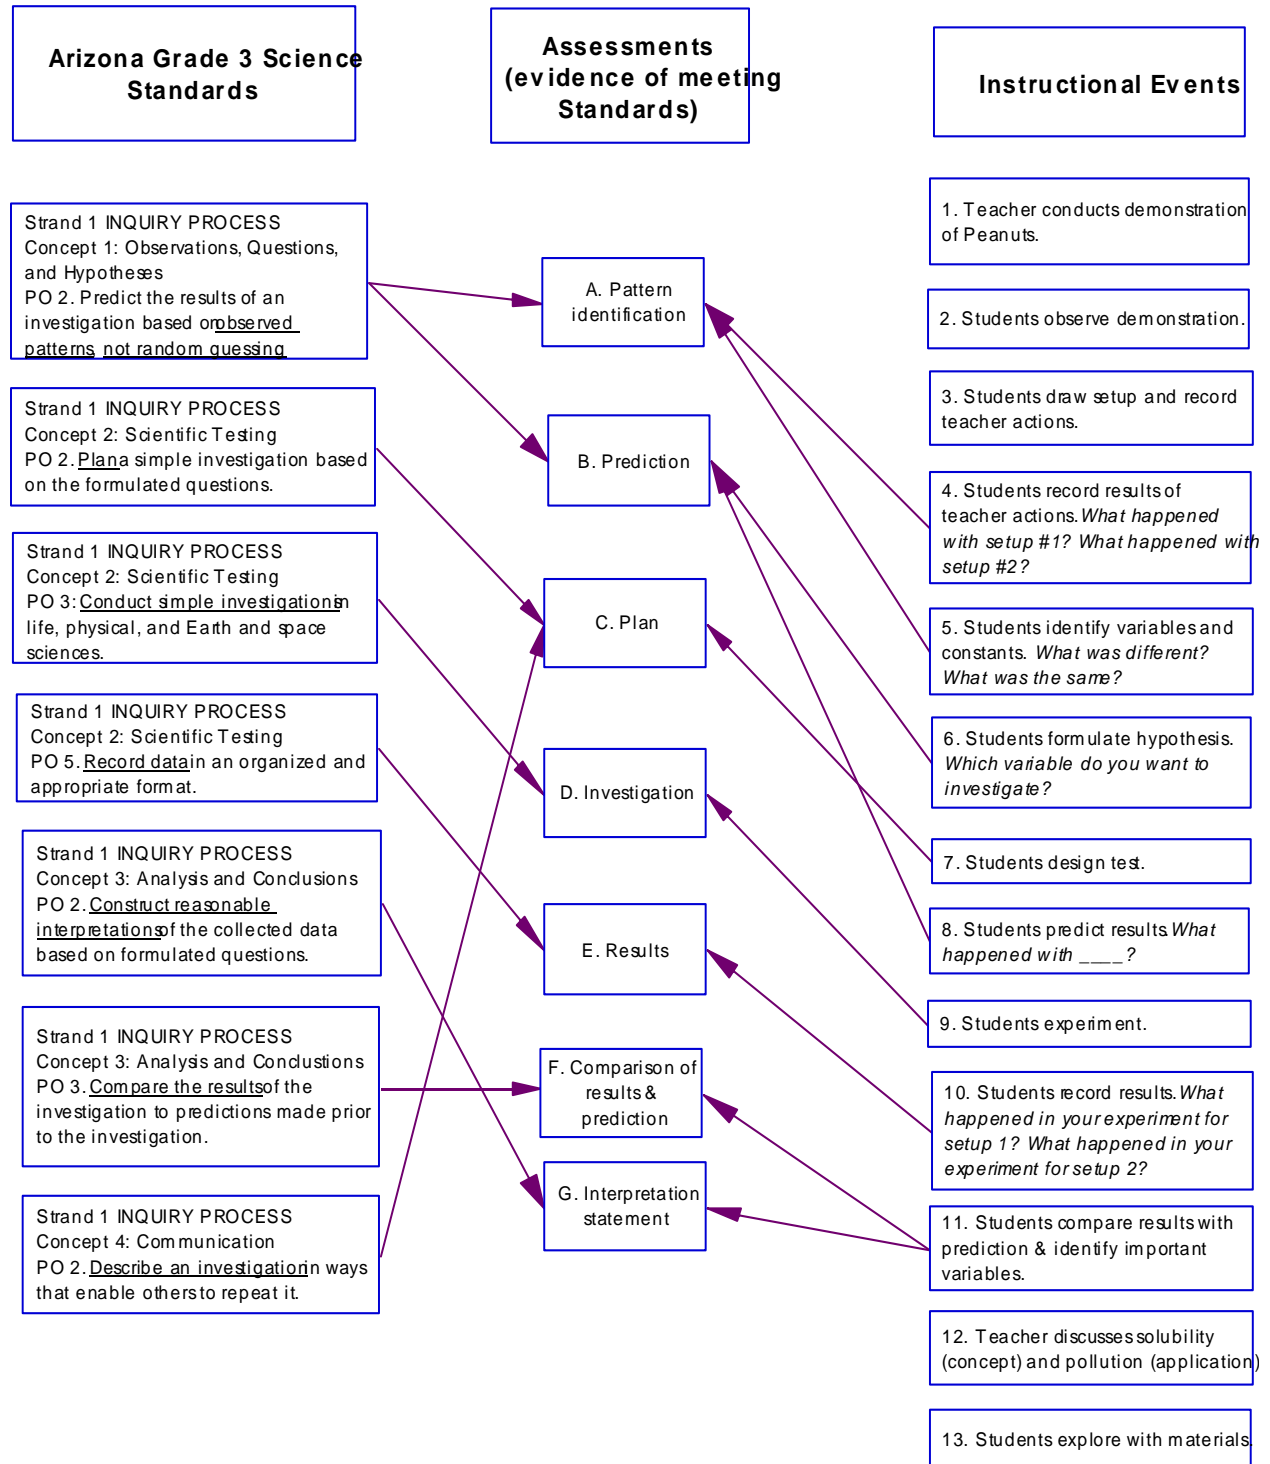 Arizona Grade 3 Science
Standards
Assessments
(evidence of meeting
Standards)
Instructional Events
Strand 1 INQUIRY PROCESS
Concept 1: Observations, Questions,
and Hypotheses
PO 2. Predict the results of an
investigation based on observed
patterns, not random guessing
Strand 1 INQUIRY PROCESS
Concept 2: Scientific Testing
PO 2. Plan a simple investigation based
on the formulated questions.
Strand 1 INQUIRY PROCESS
Concept 2: Scientific Testing
PO 3: Conduct simple investigations in
life, physical, and Earth and space
sciences.
Strand 1 INQUIRY PROCESS
Concept 2: Scientific Testing
PO 5. Record data in an organized and
appropriate format.
Strand 1 INQUIRY PROCESS
Concept 3: Analysis and Conclusions
PO 2. Construct reasonable
interpretations of the collected data
based on formulated questions.
Strand 1 INQUIRY PROCESS
Concept 3: Analysis and Conclustions
PO 3. Compare the results of the
investigation to predictions made prior
to the investigation.
Strand 1 INQUIRY PROCESS
Concept 4: Communication
PO 2. Describe an investigation in ways
that enable others to repeat it.
A. Pattern
identification
B. Prediction
C. Plan
D. Investigation
E. Results
F. Comparison of
results &
prediction
G. Interpretation
statement
1. Teacher conducts demonstration
of Peanuts.
2. Students observe demonstration.
3. Students draw setup and record
teacher actions.
4. Students record results of
teacher actions. What happened
with setup #1? What happened with
setup #2?
5. Students identify variables and
constants. What was different?
What was the same?
6. Students formulate hypothesis.
Which variable do you want to
investigate?
7. Students design test.
8. Students predict results. What
happened with ____?
9. Students experiment.
10. Students record results. What
happened in your experiment for
setup 1? What happened in your
experiment for setup 2?
11. Students compare results with
prediction & identify important
variables.
12. Teacher discusses solubility
(concept) and pollution (application)
13. Students explore with materials.